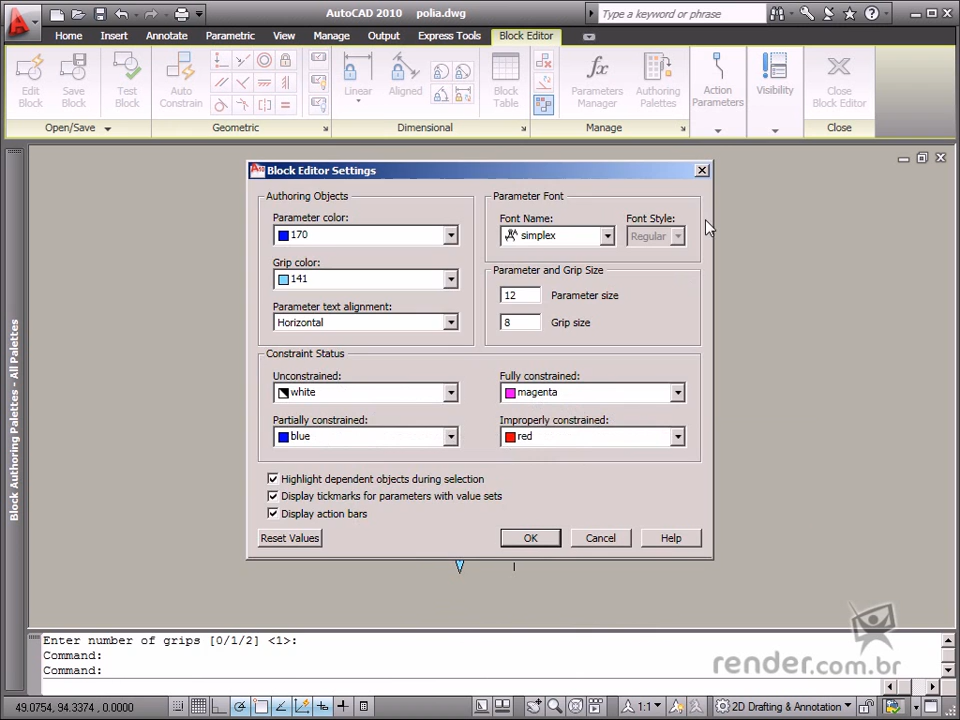 AutoCAD 2010 polia.dwg
Type a keyword or phrase
Home Insert Annotate Parametric View Manage Output Express Tools Block Editor
Edit Block
Save Block
Test Block
Auto Constrain
Linear
Aligned
Block Table
Parameters Manager
Authoring Palettes
Action Parameters
Visibility
Close Block Editor
Open/Save
Geometric
Dimensional
Manage
Close
Block Authoring Palettes - All Palettes
Block Editor Settings
Authoring Objects
Parameter color:
170
Grip color:
141
Parameter text alignment:
Horizontal
Parameter Font
Font Name: Font Style:
simplex Regular
Parameter and Grip Size
12 Parameter size
8 Grip size
Constraint Status
Unconstrained: Fully constrained:
white magenta
Partially constrained: Improperly constrained:
blue red
Highlight dependent objects during selection
Display tickmarks for parameters with value sets
Display action bars
Reset Values OK Cancel Help
Enter number of grips [0/1/2] <1>:
Command:
Command:
render.com.br
49.0754, 94.3374 , 0.0000
1:1
2D Drafting & Annotation